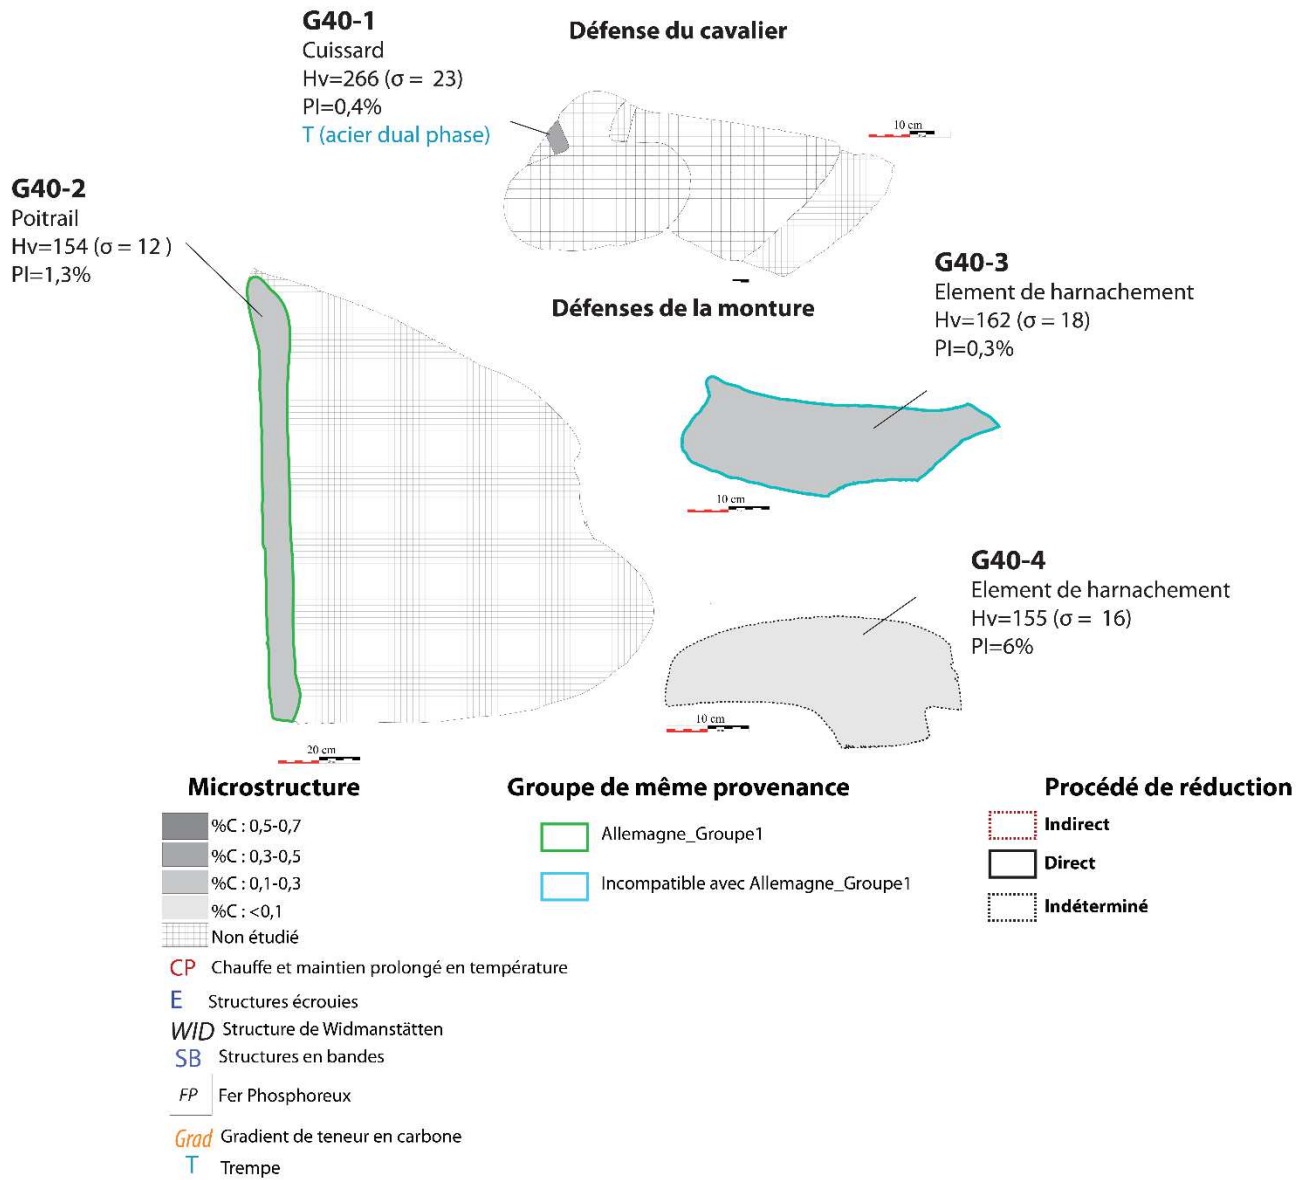 G40-1
Cuissard
Hv=266 (σ = 23)
PI=0,4%
T (acier dual phase)
Défense du cavalier
10 cm
G40-2
Poitrail
Hv=154 (σ = 12 )
PI=1,3%
Défenses de la monture
G40-3
Element de harnachement
Hv=162 (σ = 18)
PI=0,3%
10 cm
G40-4
Element de harnachement
Hv=155 (σ = 16)
PI=6%
10 cm
20 cm
Microstructure
%C : 0,5-0,7
%C : 0,3-0,5
%C : 0,1-0,3
%C : <0,1
Non étudié
CP Chauffe et maintien prolongé en température
E Structures écrouies
WID Structure de Widmanstätten
SB Structures en bandes
FP Fer Phosphoreux
Grad Gradient de teneur en carbone
T Trempe
Groupe de même provenance
Allemagne_Groupe1
Incompatible avec Allemagne_Groupe1
Procédé de réduction
Indirect
Direct
Indéterminé